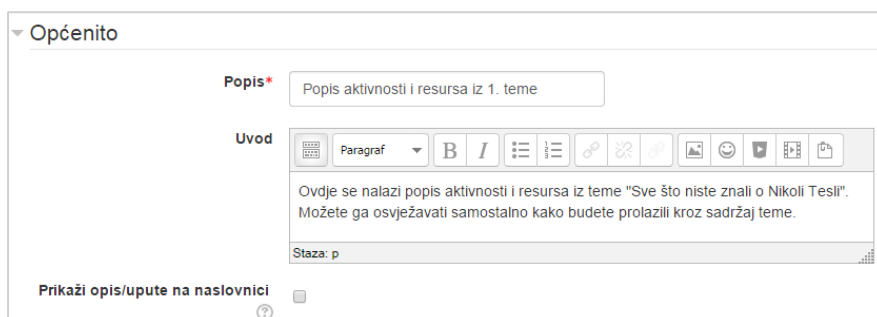 Općenito
Popis*
Popis aktivnosti i resursa iz 1. teme
Uvod
Paragraf
B I
Ovdje se nalazi popis aktivnosti i resursa iz teme "Sve što niste znali o Nikoli Tesli".
Možete ga osvježavati samostalno kako budete prolazili kroz sadržaj teme.
Staza: p
Prikaži opis/upute na naslovnici
?